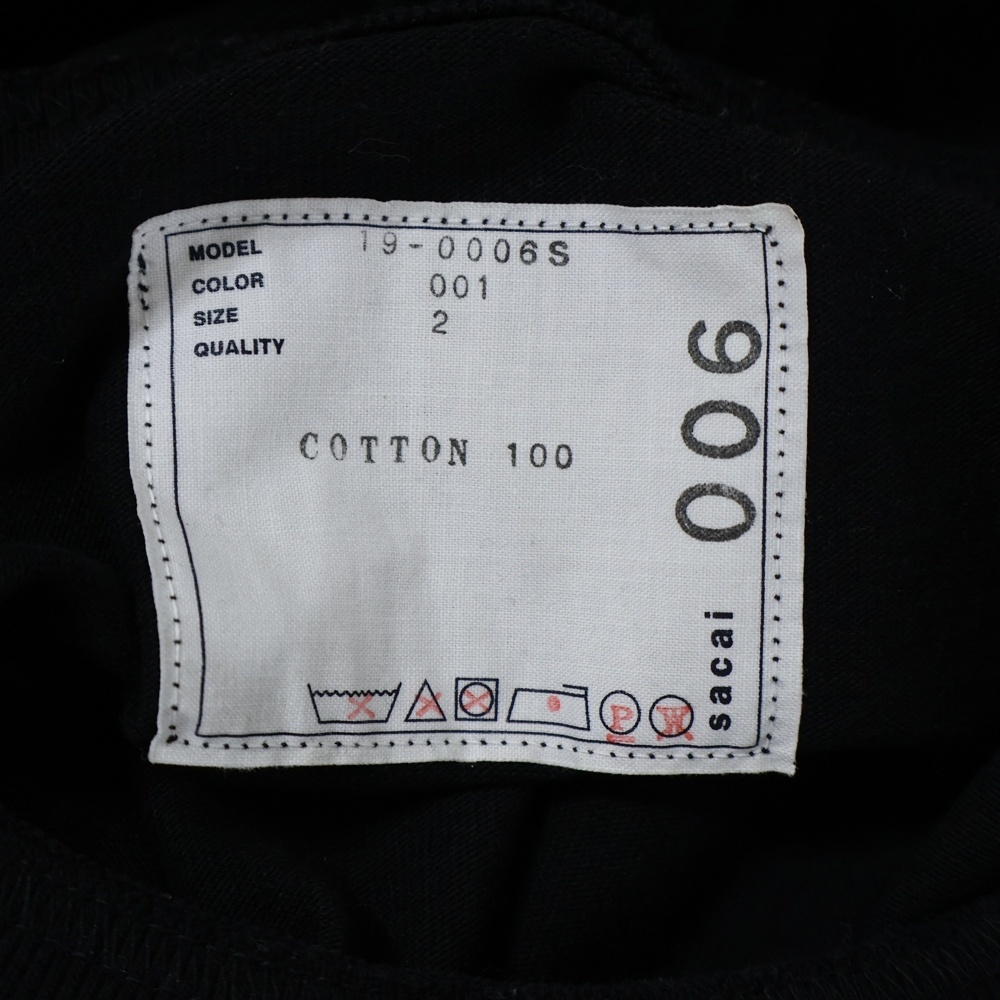 MODEL 19-0006S
COLOR 001
SIZE 2
QUALITY
COTTON 100
006
sacai
P
W